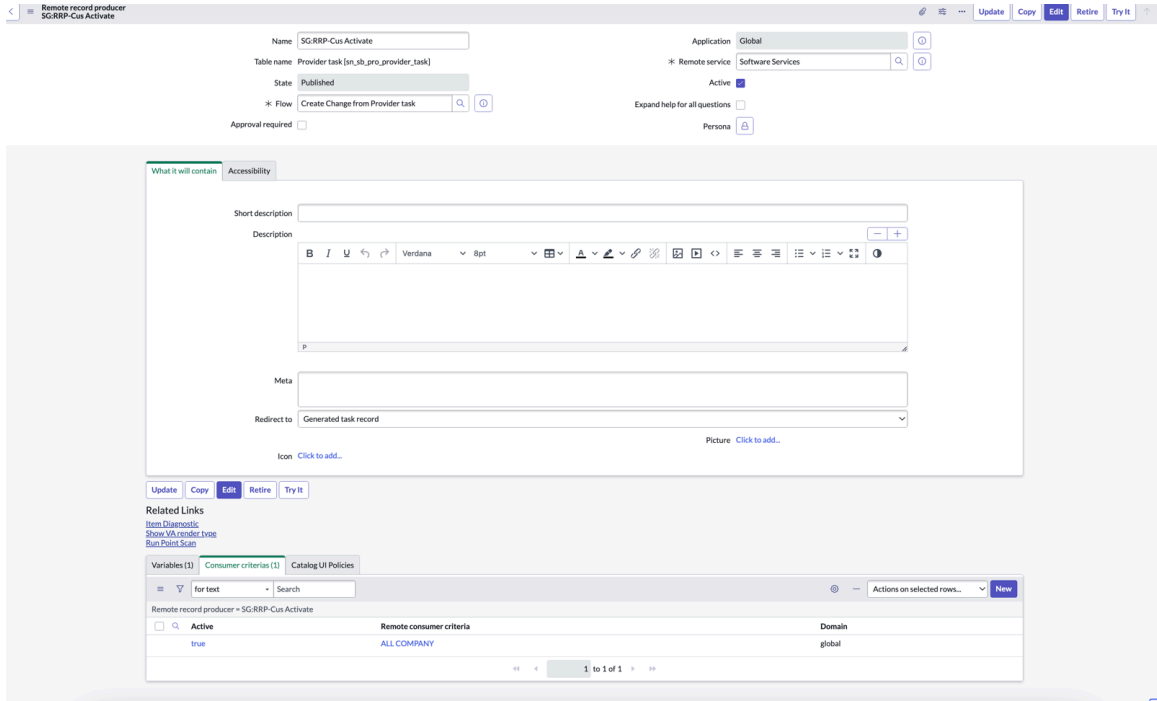 Remote record producer
SG:RRP-Cus Activate
Update Copy Edit Retire Try It
Name SG:RRP-Cus Activate
Application Global
Table name Provider task [sn_sb_pro_provider_task]
Remote service Software Services
State Published
Active
Flow Create Change from Provider task
Expand help for all questions
Approval required
Persona
What it will contain Accessibility
Short description
Description
B I U Verdana 8pt A
P
Meta
Redirect to Generated task record
Picture Click to add...
Icon Click to add...
Update Copy Edit Retire Try It
Related Links
Item Diagnostic
Show VA render type
Run Point Scan
Variables (1) Consumer criterias (1) Catalog UI Policies
for text Search Actions on selected rows... New
Remote record producer = SG:RRP-Cus Activate
Active Remote consumer criteria Domain
true ALL COMPANY global
1 to 1 of 1